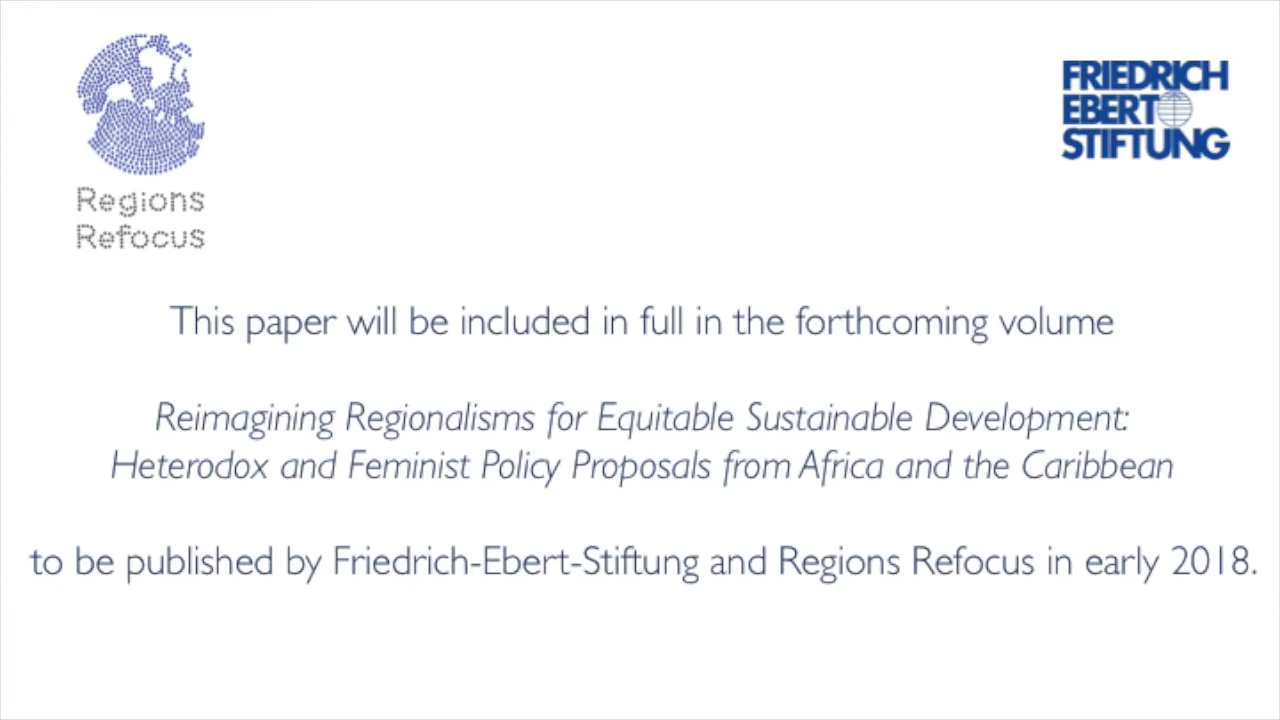 Regions
Refocus
FRIEDRICH
EBERT
STIFTUNG
This paper will be included in full in the forthcoming volume
Reimagining Regionalisms for Equitable Sustainable Development:
Heterodox and Feminist Policy Proposals from Africa and the Caribbean
to be published by Friedrich-Ebert-Stiftung and Regions Refocus in early 2018.